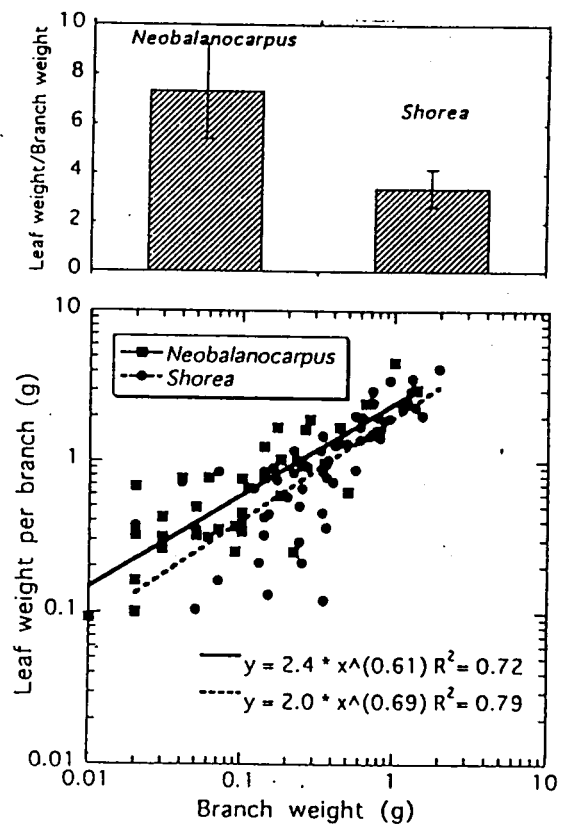 Leaf weight/Branch weight
10
8
6
4
2
0
Neobalanocarpus
Shorea
Leaf weight per branch (g)
10
1
0.1
0.01
Neobalanocarpus
Shorea
y = 2.4 * x^(0.61) R²= 0.72
y = 2.0 * x^(0.69) R²= 0.79
0.01 0.1 1 10
Branch weight (g)